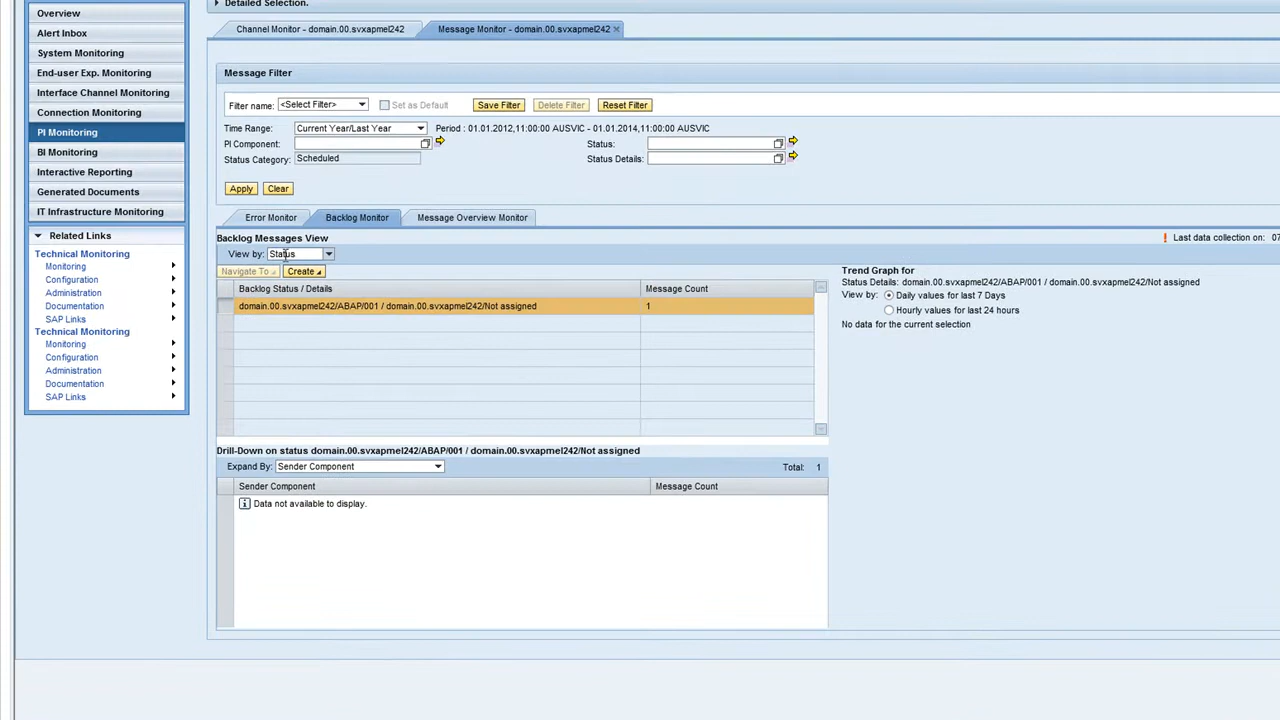 Detailed Selection.
Overview
Alert Inbox
System Monitoring
End-user Exp. Monitoring
Interface Channel Monitoring
Connection Monitoring
PI Monitoring
BI Monitoring
Interactive Reporting
Generated Documents
IT Infrastructure Monitoring
Related Links
Technical Monitoring
Monitoring
Configuration
Administration
Documentation
SAP Links
Technical Monitoring
Monitoring
Configuration
Administration
Documentation
SAP Links
Channel Monitor - domain.00.svxapmel242 Message Monitor - domain.00.svxapmel242
Message Filter
Filter name: <Select Filter> Set as Default Save Filter Delete Filter Reset Filter
Time Range: Current Year/Last Year Period : 01.01.2012,11:00:00 AUSVIC - 01.01.2014,11:00:00 AUSVIC
PI Component: Status:
Status Category: Scheduled Status Details:
Apply Clear
Error Monitor Backlog Monitor Message Overview Monitor
Backlog Messages View Last data collection on: 07
View by: Status
Navigate To Create
Backlog Status / Details Message Count
domain.00.svxapmel242/ABAP/001 / domain.00.svxapmel242/Not assigned 1
Trend Graph for
Status Details: domain.00.svxapmel242/ABAP/001 / domain.00.svxapmel242/Not assigned
View by: Daily values for last 7 Days
Hourly values for last 24 hours
No data for the current selection
Drill-Down on status domain.00.svxapmel242/ABAP/001 / domain.00.svxapmel242/Not assigned
Expand By: Sender Component Total: 1
Sender Component Message Count
Data not available to display.